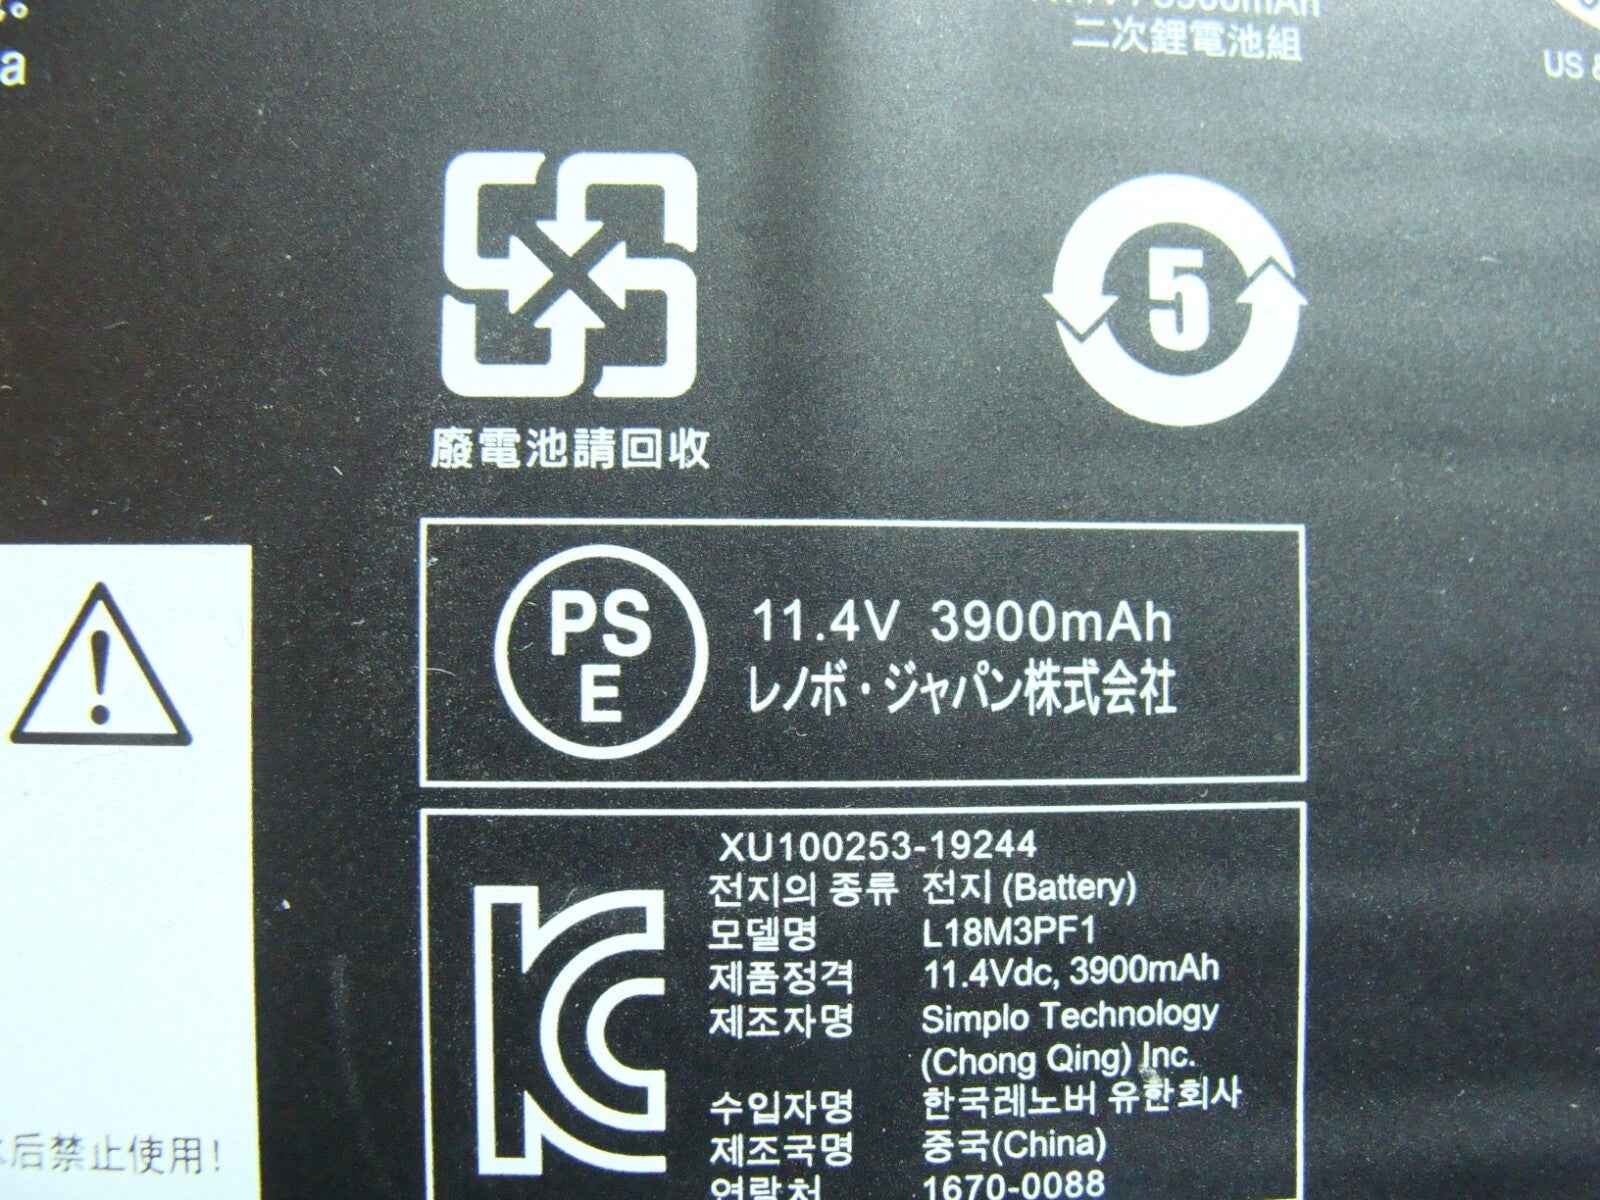 a
二次鋰電池組
US &
5
廢電池請回收
PS
E
11.4V 3900mAh
レノボ・ジャパン株式会社
XU100253-19244
전지의 종류 전지 (Battery)
모델명 L18M3PF1
제품정격 11.4Vdc, 3900mAh
제조자명 Simplo Technology
(Chong Qing) Inc.
수입자명 한국레노버 유한회사
제조국명 중국(China)
연락처 1670-0088
!
后禁止使用!